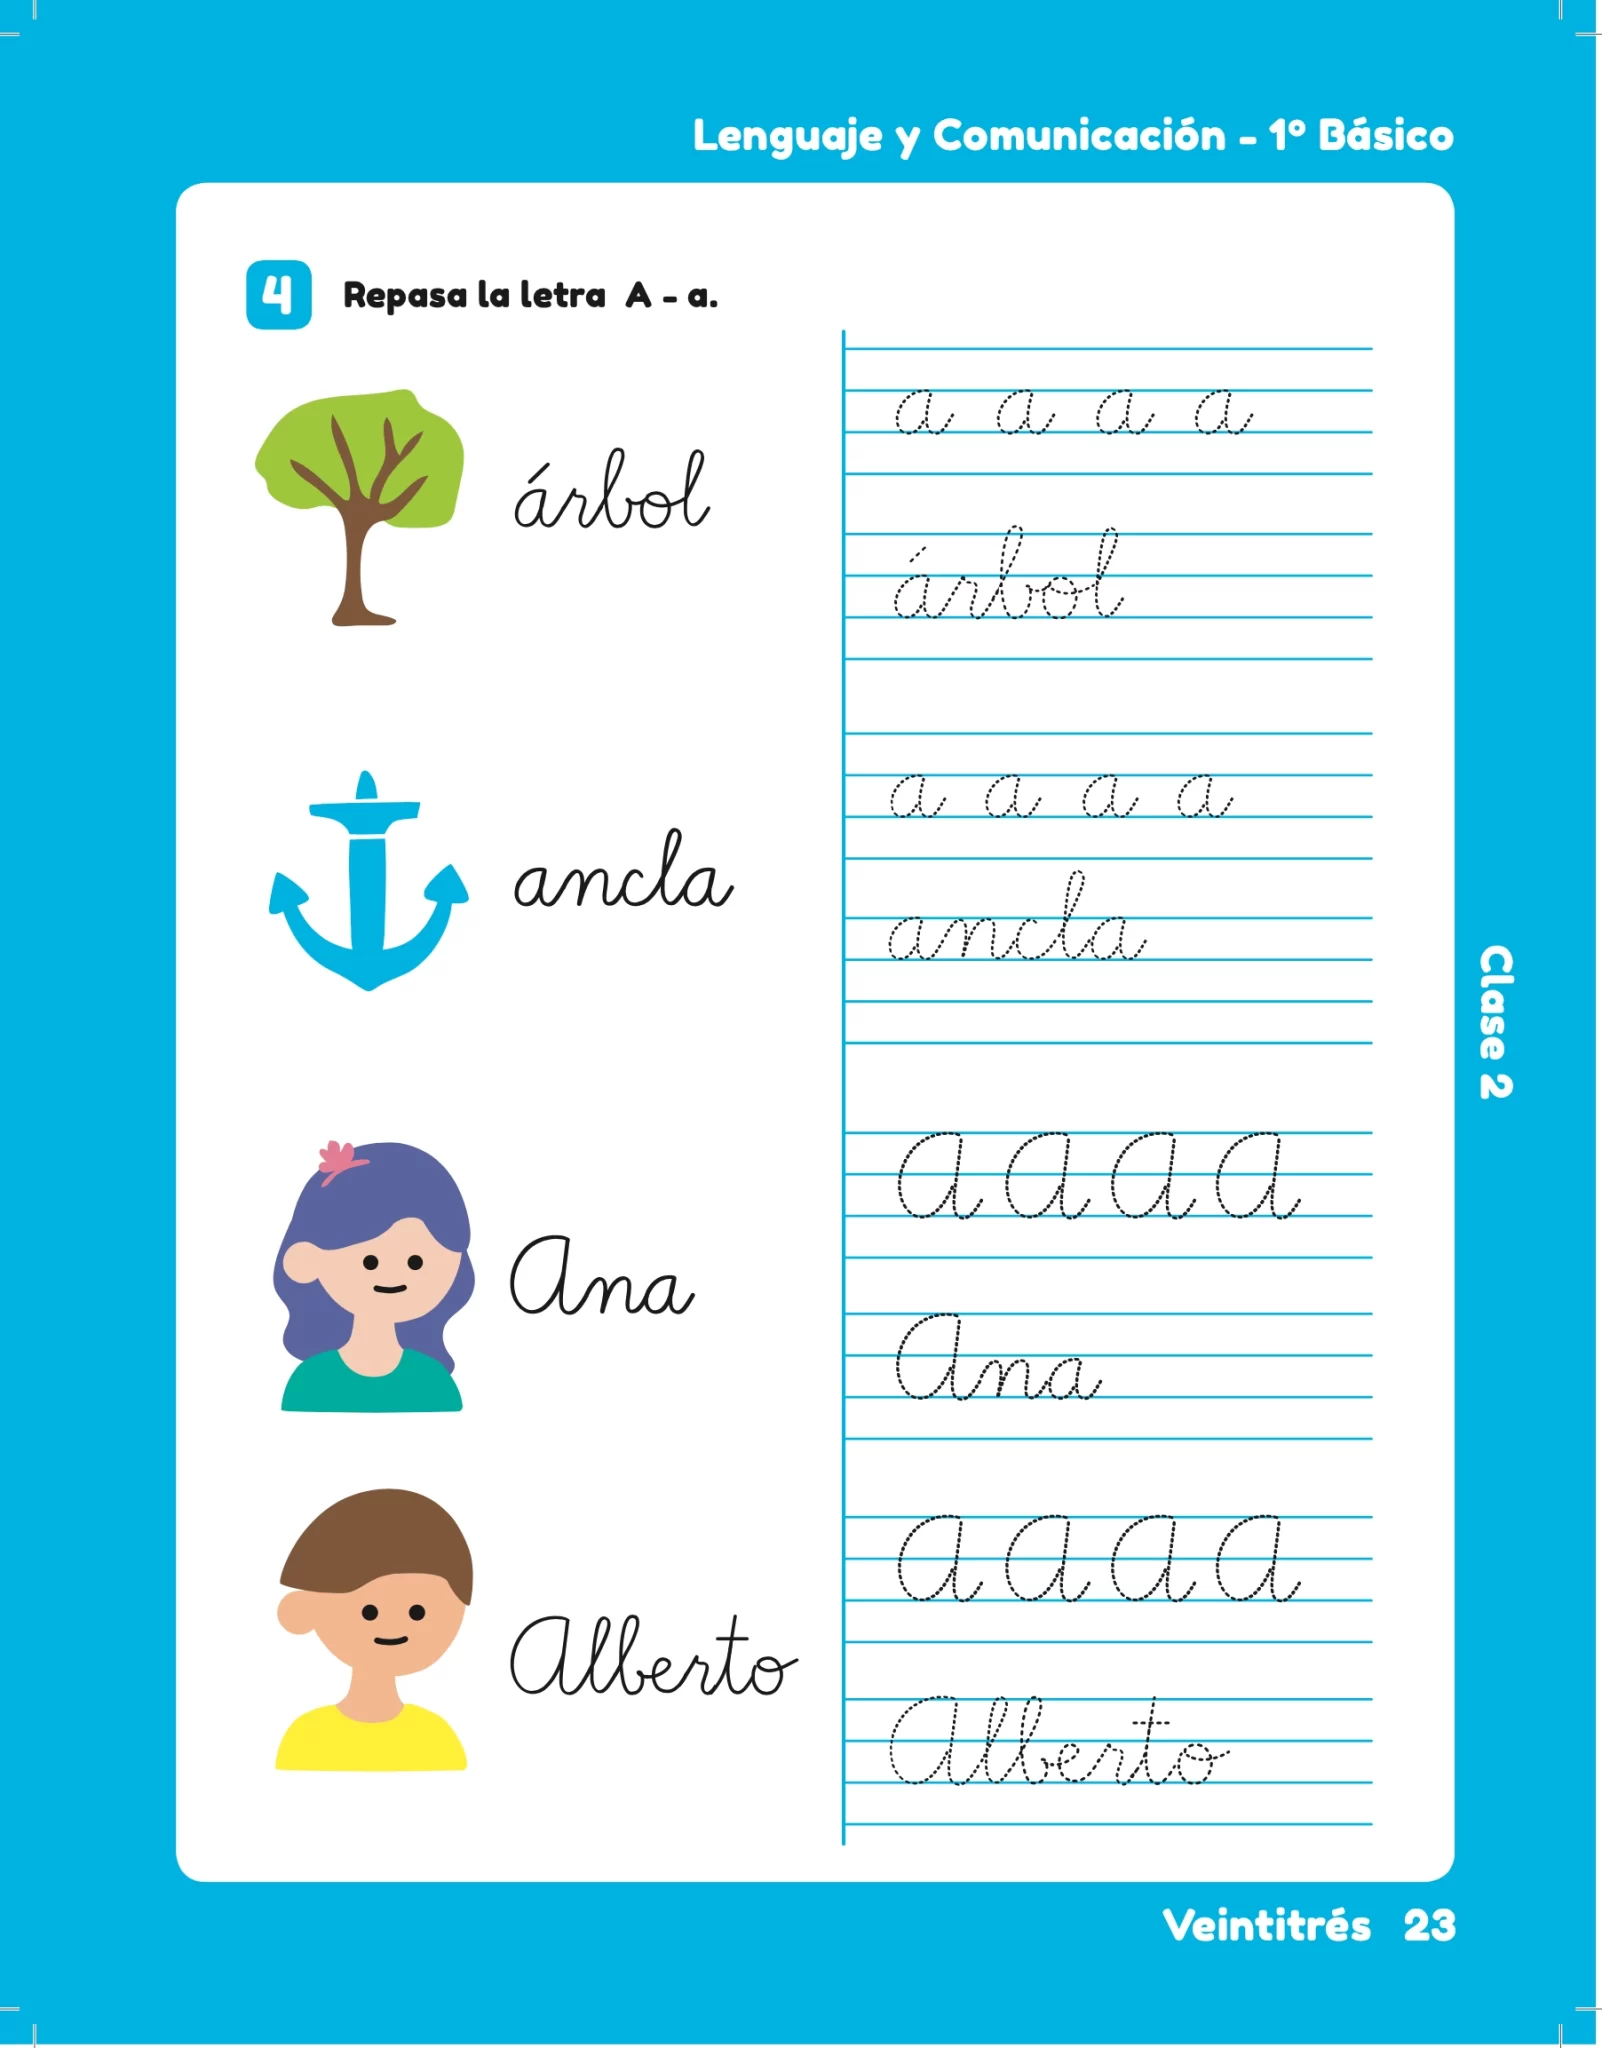 Lenguaje y Comunicación - 1° Básico
4 Repasa la letra A - a.
a a a a
árbol
árbol
a a a a
ancla
ancla
A A A A
Ana
Ana
A A A A
Alberto
Alberto
Clase 2
Veintitrés 23